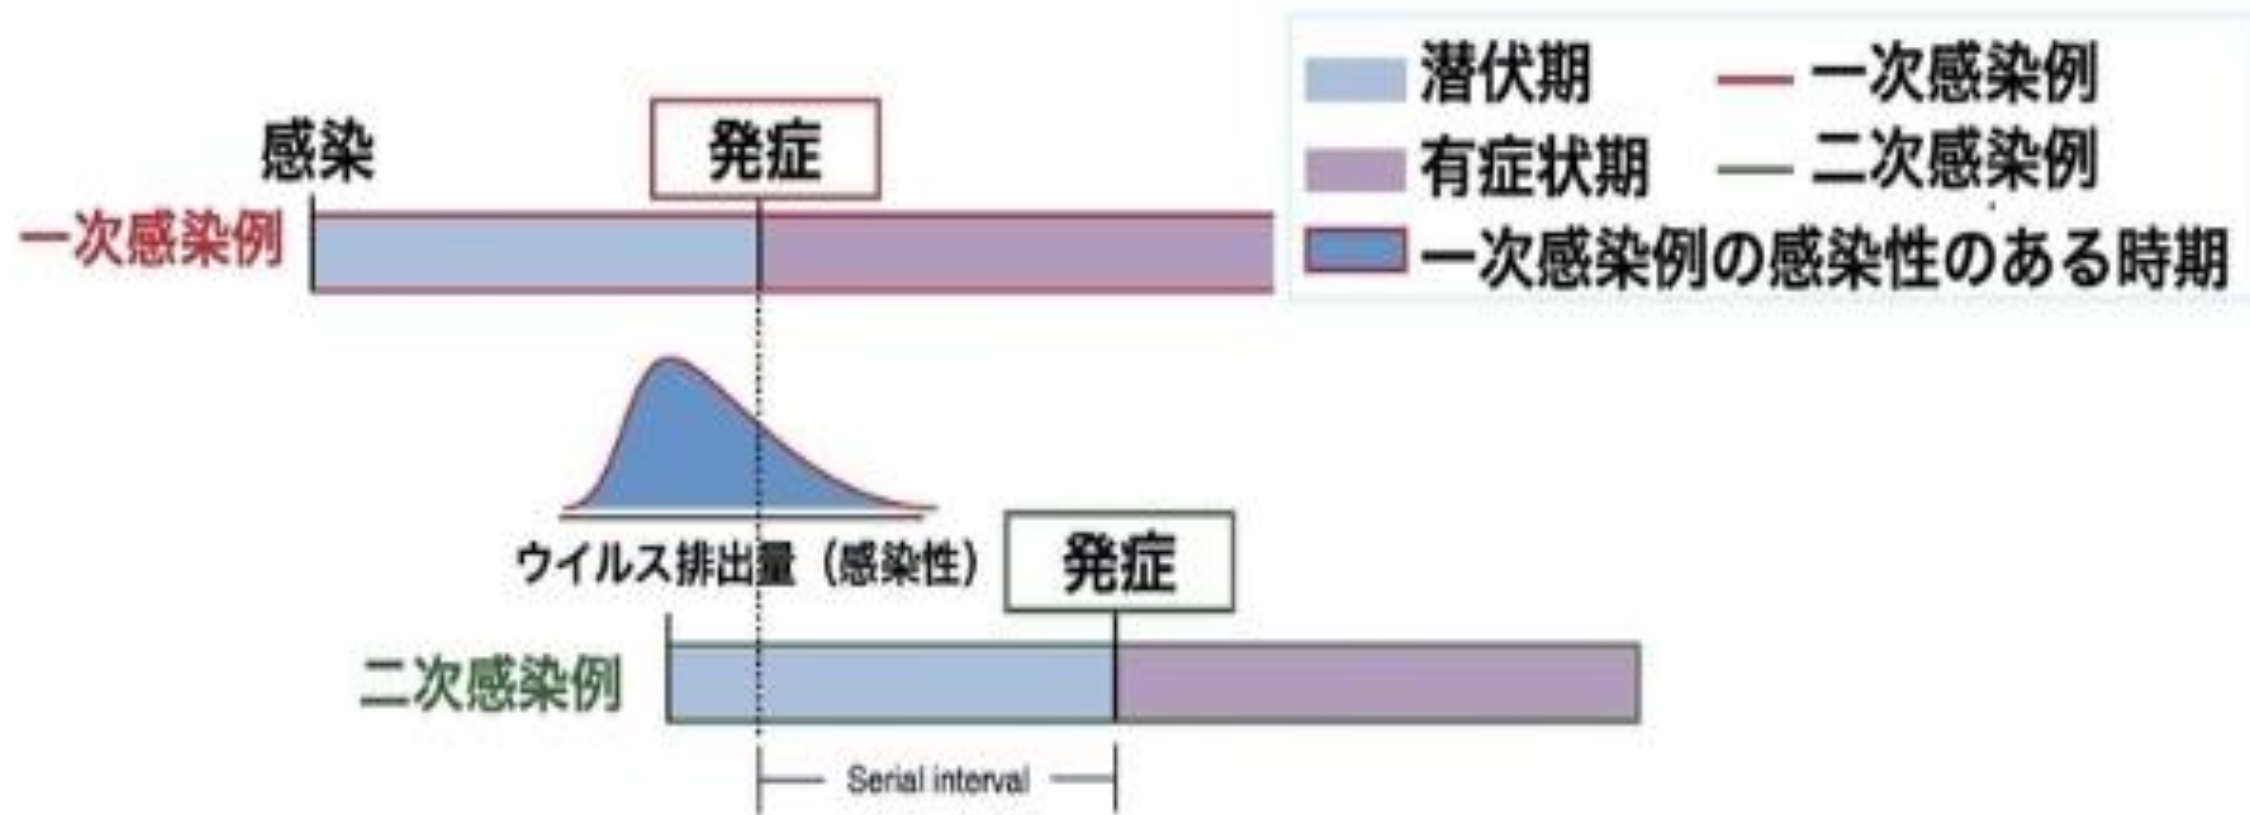 潜伏期
一次感染例
有症状期
二次感染例
一次感染例の感染性のある時期
感染
発症
一次感染例
ウイルス排出量（感染性）
発症
二次感染例
Serial interval